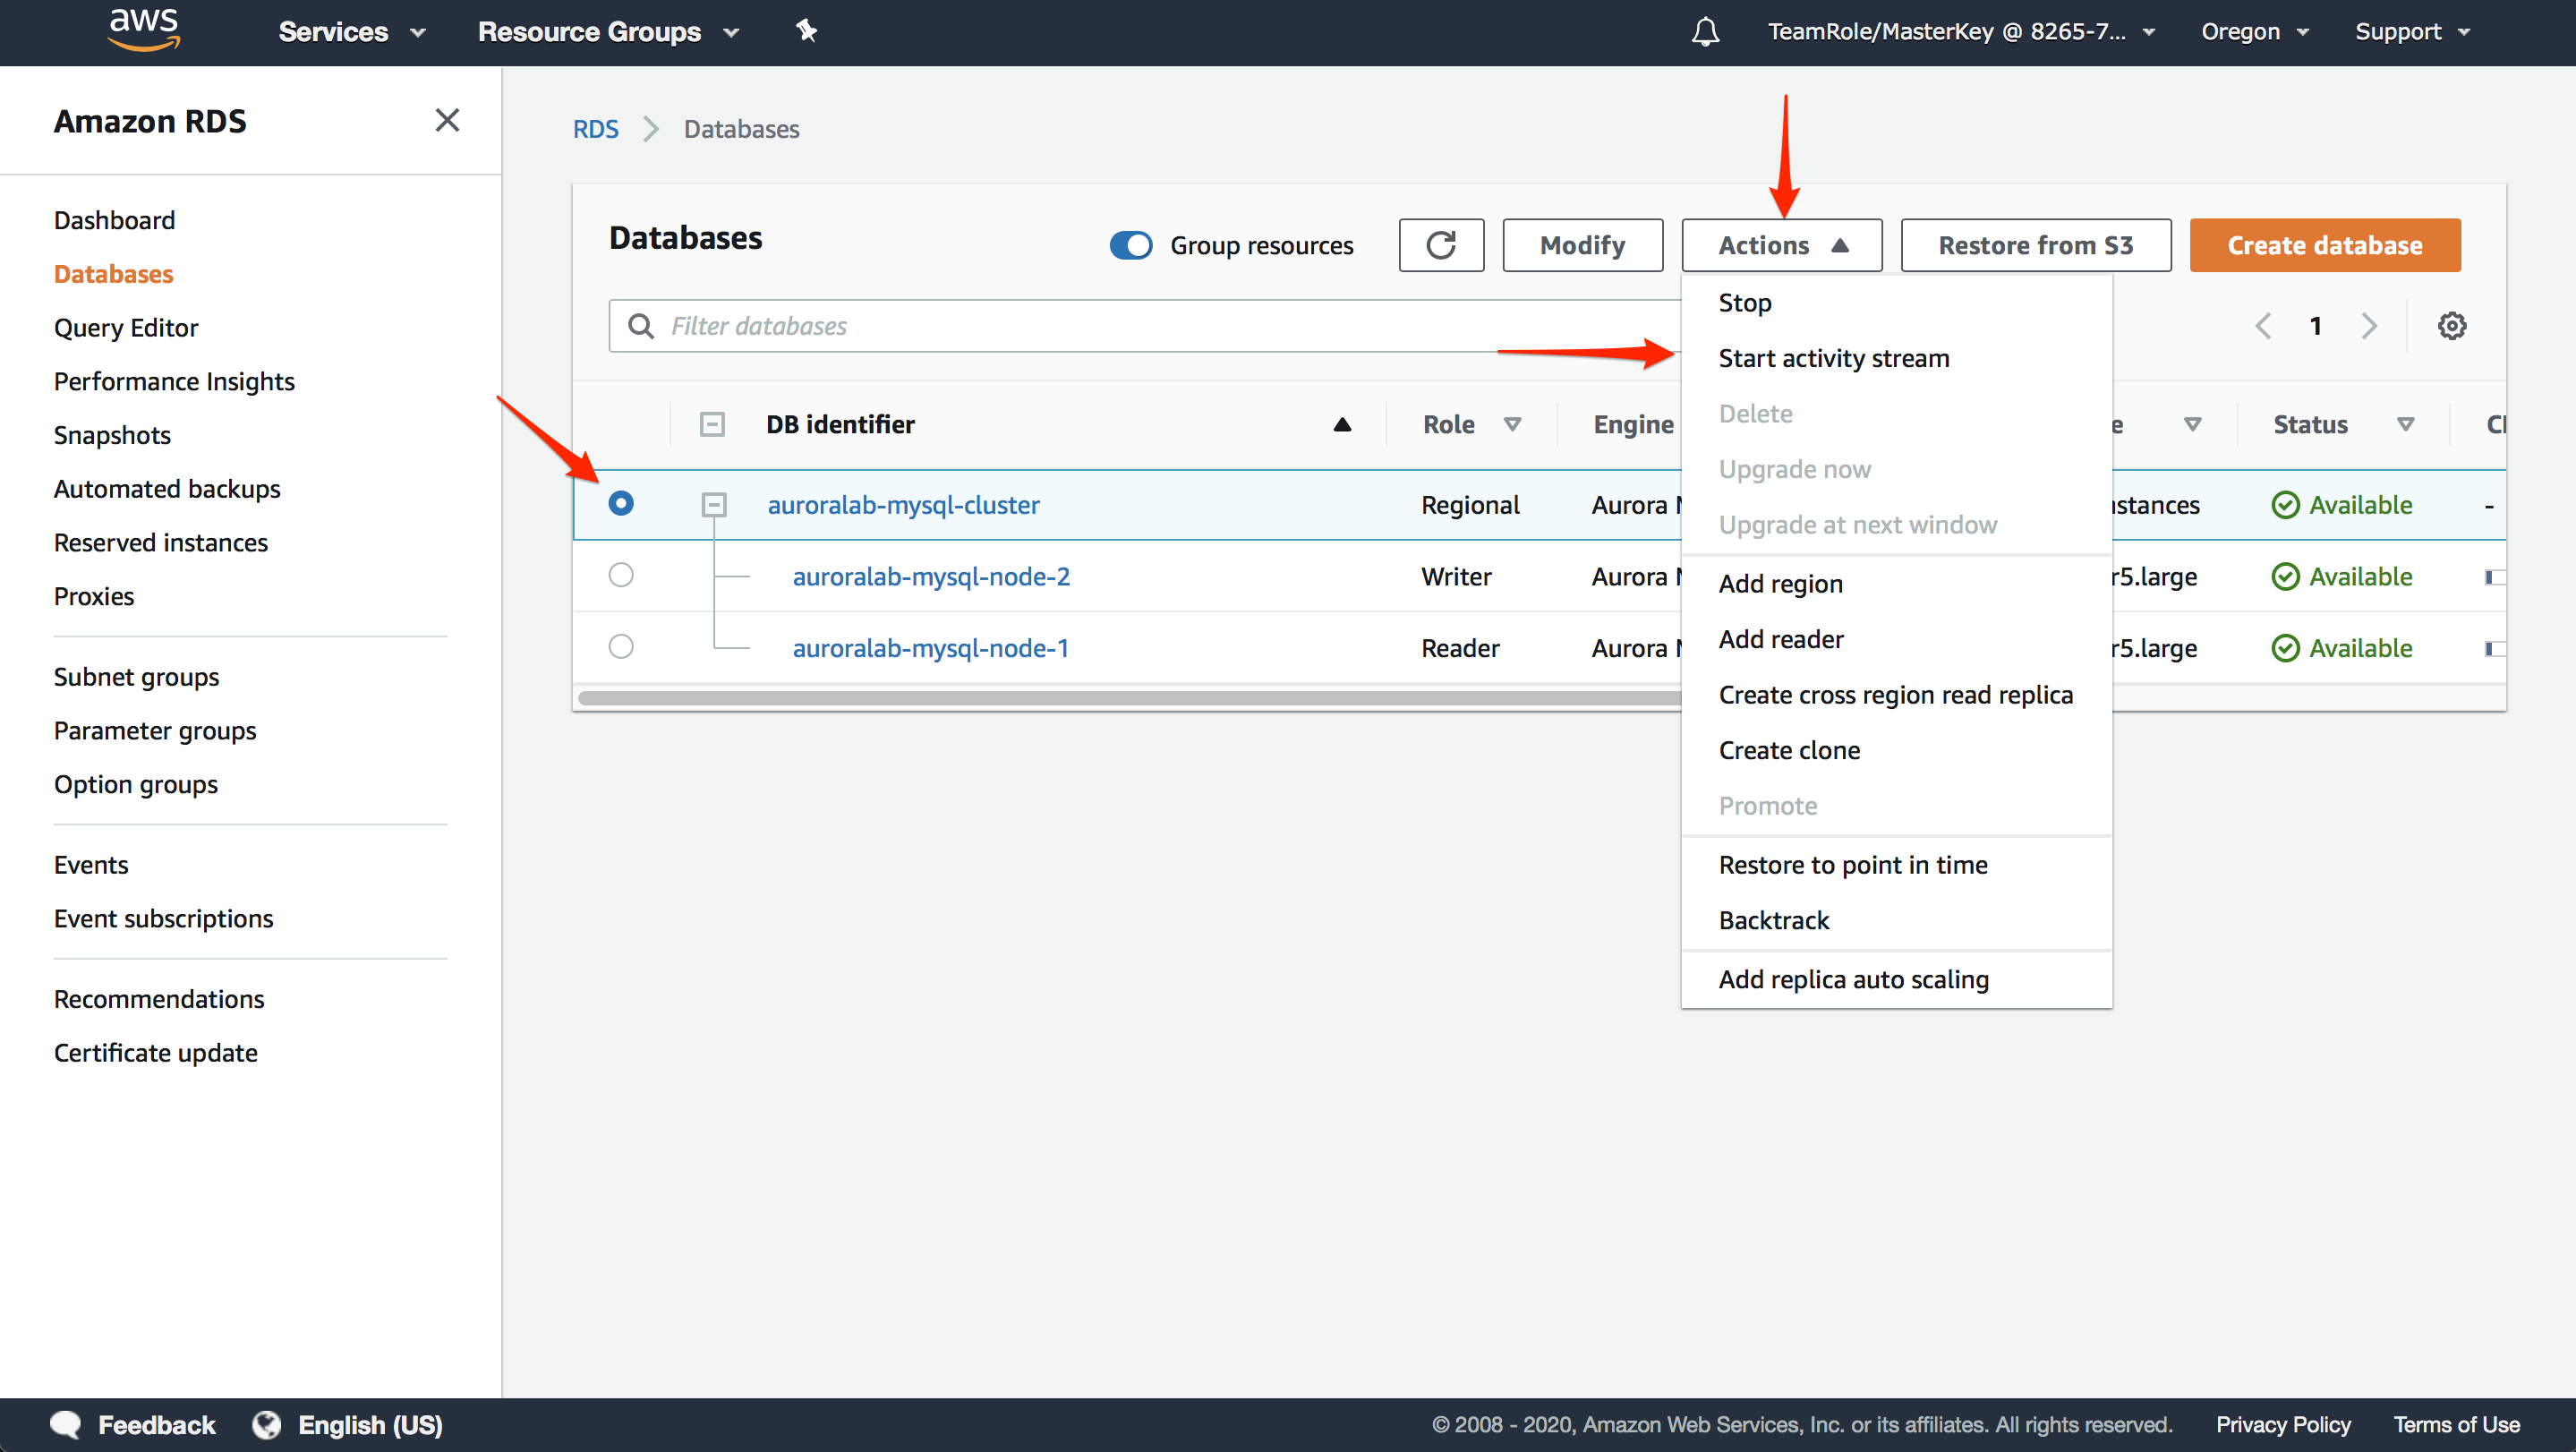 aws
Services
Resource Groups
TeamRole/MasterKey @ 8265-7...
Oregon
Support
Amazon RDS
Dashboard
Databases
Query Editor
Performance Insights
Snapshots
Automated backups
Reserved instances
Proxies
Subnet groups
Parameter groups
Option groups
Events
Event subscriptions
Recommendations
Certificate update
RDS
Databases
Databases
Group resources
Modify
Actions
Restore from S3
Create database
Filter databases
1
DB identifier
Role
Engine
Status
auroralab-mysql-cluster
Regional
Aurora
Available
-
auroralab-mysql-node-2
Writer
Aurora
r5.large
Available
auroralab-mysql-node-1
Reader
Aurora
r5.large
Available
Stop
Start activity stream
Delete
Upgrade now
Upgrade at next window
Add region
Add reader
Create cross region read replica
Create clone
Promote
Restore to point in time
Backtrack
Add replica auto scaling
Feedback
English (US)
© 2008 - 2020, Amazon Web Services, Inc. or its affiliates. All rights reserved.
Privacy Policy
Terms of Use